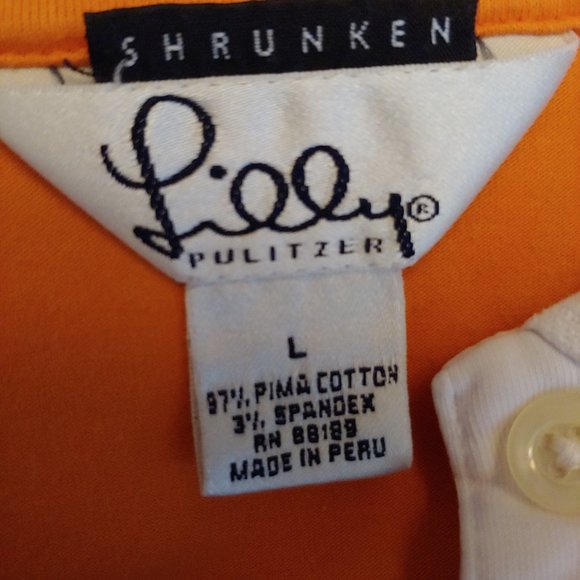 SHRUNKEN
Lilly®
PULITZER
L
97% PIMA COTTON
3% SPANDEX
RN 88189
MADE IN PERU